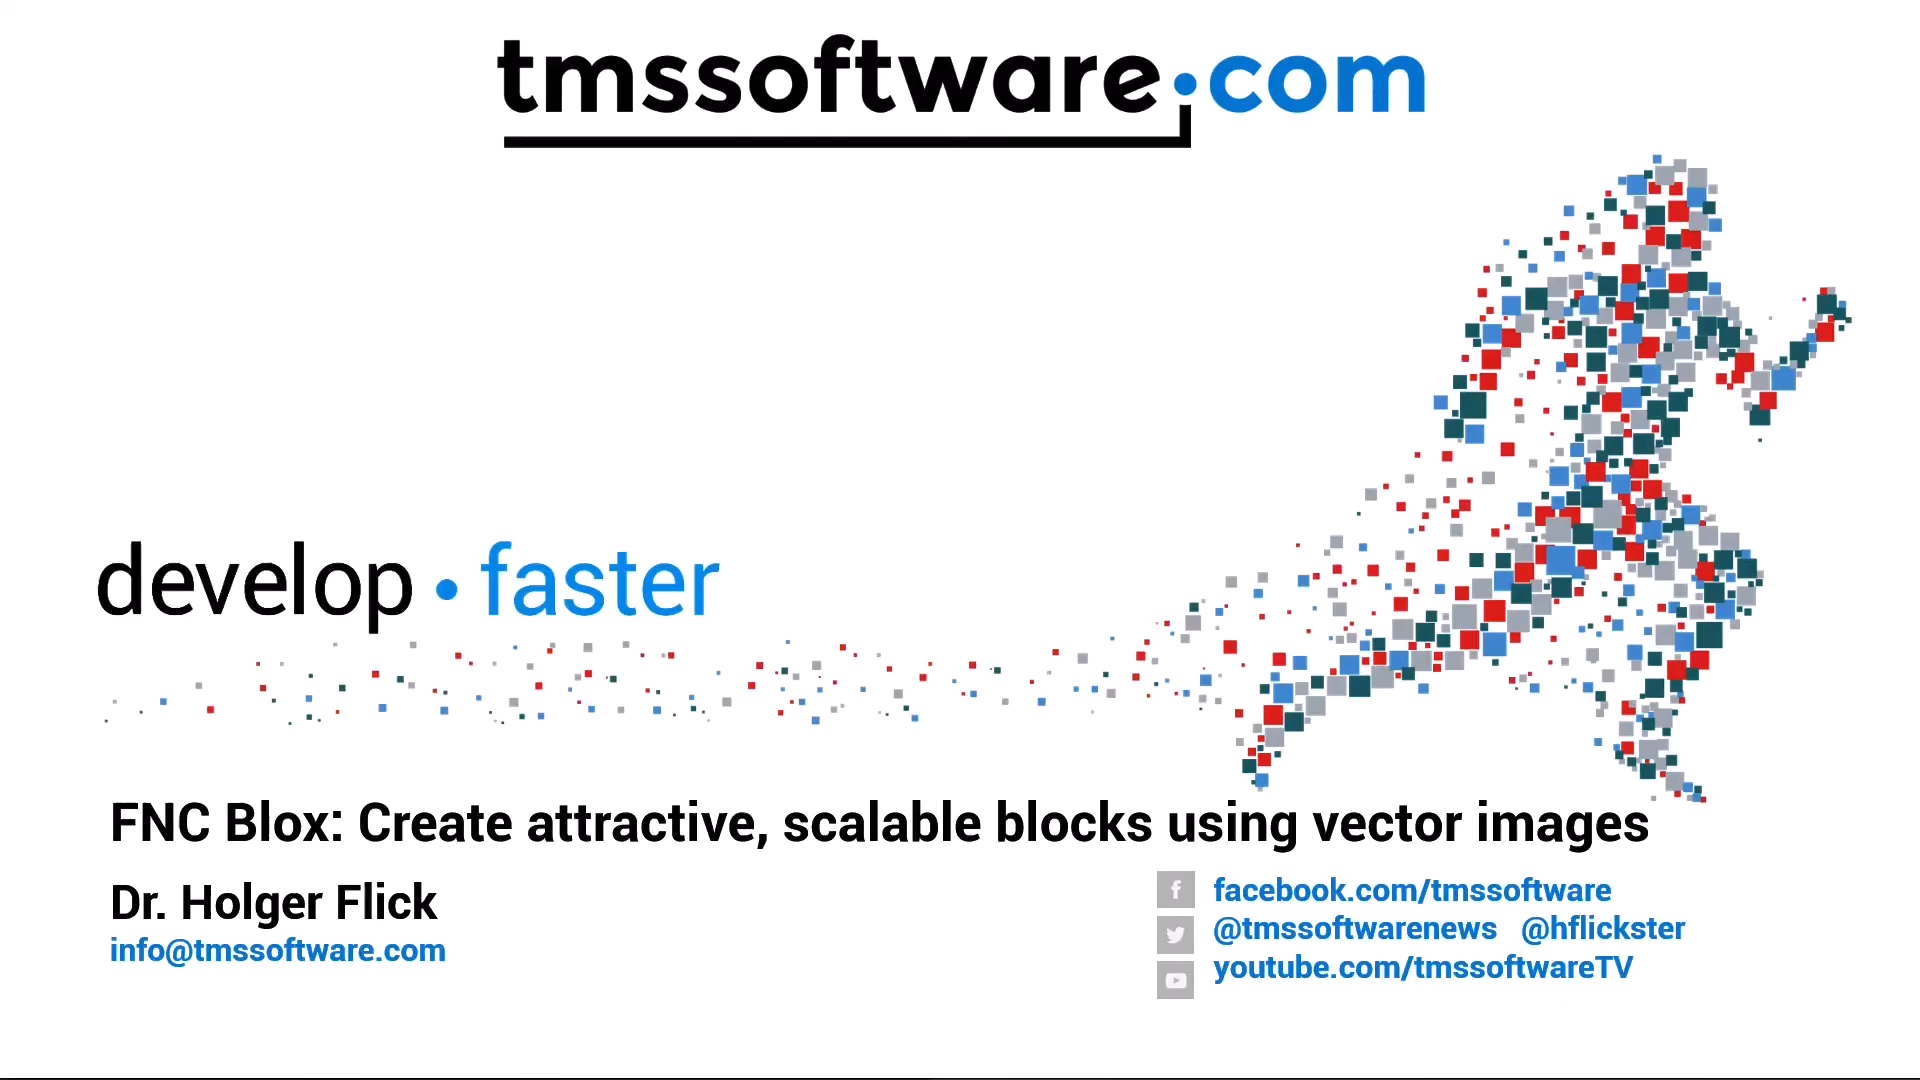 tmssoftware.com
develop • faster
FNC Blox: Create attractive, scalable blocks using vector images
Dr. Holger Flick
info@tmssoftware.com
facebook.com/tmssoftware
@tmssoftwarenews @hflickster
youtube.com/tmssoftwareTV